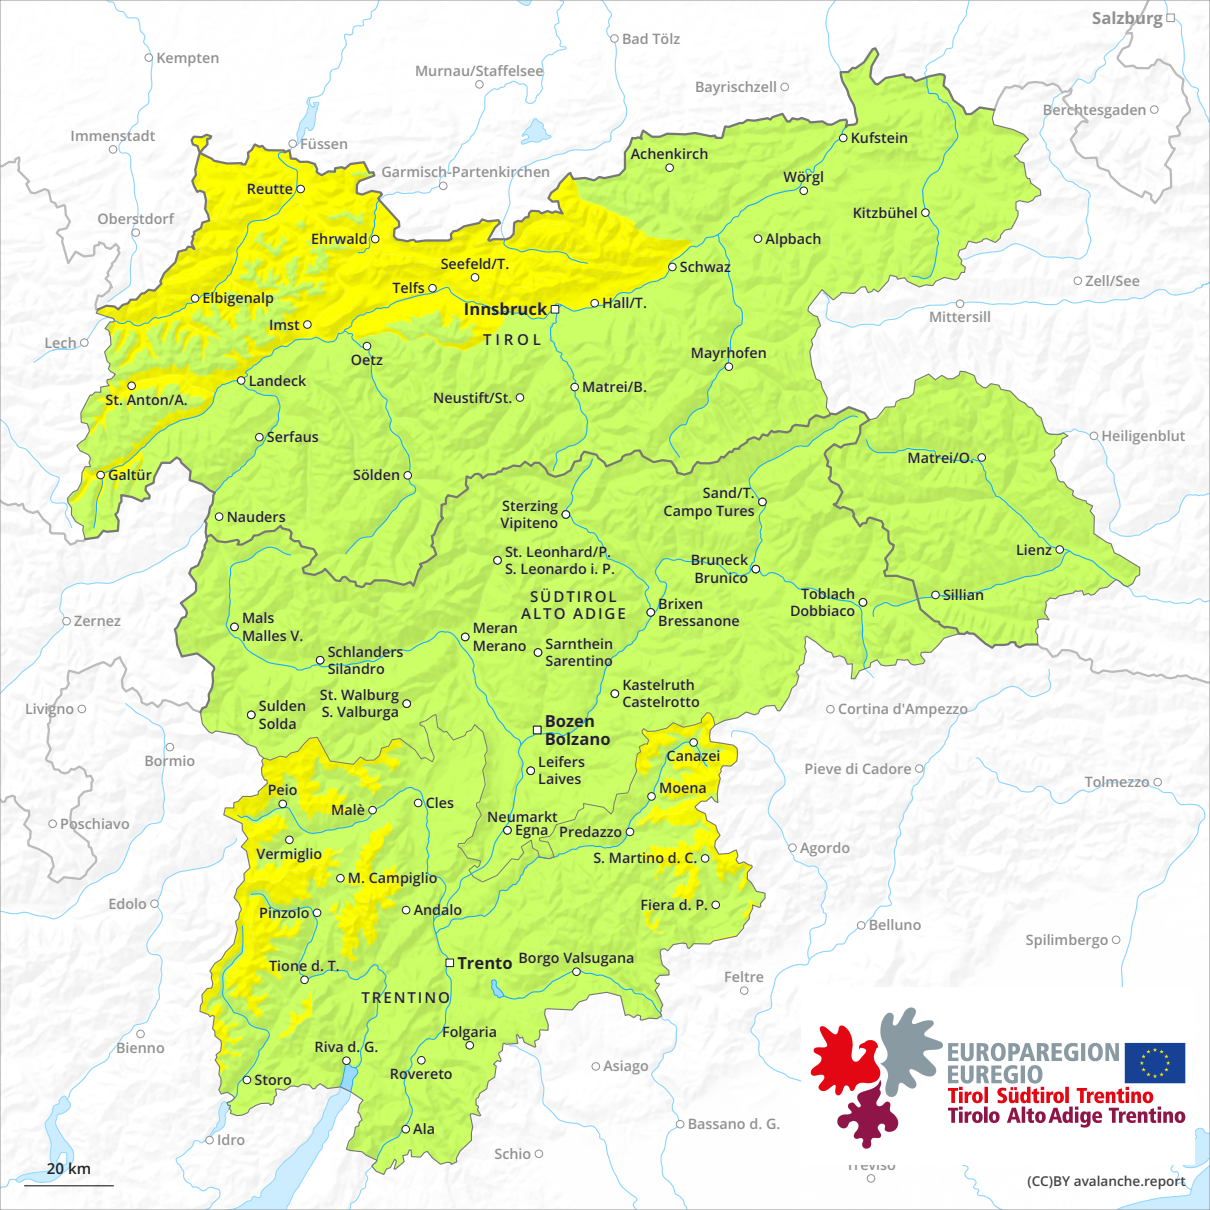 Salzburg
Bad Tölz
Kempten
Murnau/Staffelsee
Bayrischzell
Berchtesgaden
Immenstadt
Füssen
Kufstein
Achenkirch
Garmisch-Partenkirchen
Wörgl
Reutte
Oberstdorf
Kitzbühel
Ehrwald
Alpbach
Seefeld/T.
Schwaz
Zell/See
Telfs
Elbigenalp
Hall/T.
Innsbruck
Mittersill
Imst
TIROL
Lech
Oetz
Mayrhofen
Landeck
Matrei/B.
St. Anton/A.
Neustift/St.
Serfaus
Heiligenblut
Matrei/O.
Galtür
Sölden
Sand/T.
Campo Tures
Sterzing
Vipiteno
Nauders
Lienz
St. Leonhard/P.
S. Leonardo i. P.
Bruneck
Brunico
SÜDTIROL
ALTO ADIGE
Toblach
Dobbiaco
Sillian
Brixen
Bressanone
Zernez
Mals
Malles V.
Meran
Merano
Sarnthein
Sarentino
Schlanders
Silandro
Kastelruth
Castelrotto
St. Walburg
S. Valburga
Sulden
Solda
Livigno
Cortina d'Ampezzo
Bozen
Bolzano
Bormio
Canazei
Leifers
Laives
Pieve di Cadore
Tolmezzo
Peio
Moena
Malè
Cles
Neumarkt
Egna
Predazzo
Poschiavo
Vermiglio
S. Martino d. C.
Agordo
M. Campiglio
Edolo
Pinzolo
Andalo
Fiera d. P.
Belluno
Spilimbergo
Trento
Borgo Valsugana
Tione d. T.
Feltre
TRENTINO
Folgaria
Bienno
Riva d. G.
Rovereto
Asiago
Storo
EUROPAREGION
EUREGIO
Tirol Südtirol Trentino
Tirolo Alto Adige Trentino
Ala
Bassano d. G.
Idro
Schio
Treviso
20 km
(CC)BY avalanche.report